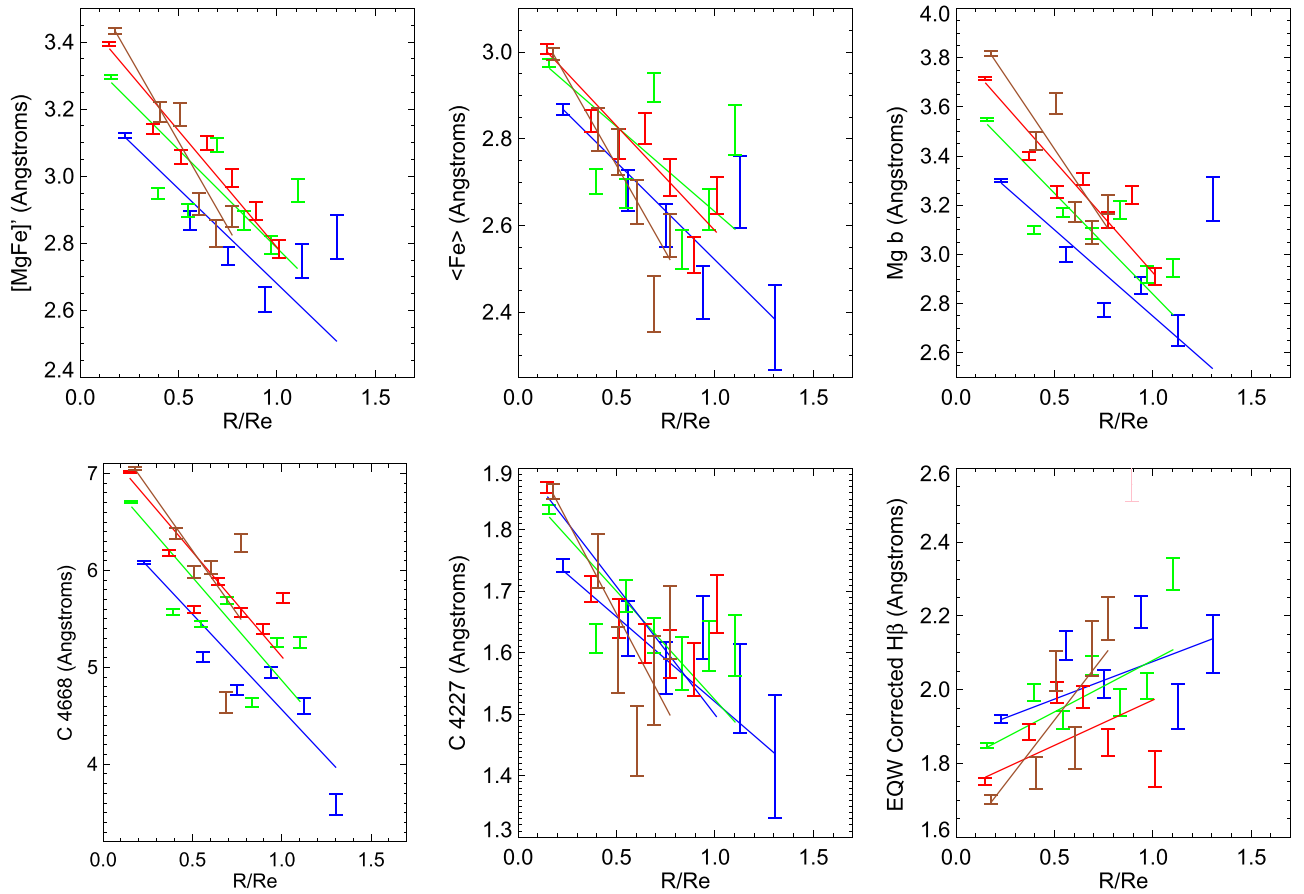 [MgFe]' (Angstroms)
3.4
3.2
3.0
2.8
2.6
2.4
0.0 0.5 1.0 1.5
R/Re
<Fe> (Angstroms)
3.0
2.8
2.6
2.4
0.0 0.5 1.0 1.5
R/Re
Mg b (Angstroms)
4.0
3.8
3.6
3.4
3.2
3.0
2.8
2.6
0.0 0.5 1.0 1.5
R/Re
C 4668 (Angstroms)
7
6
5
4
0.0 0.5 1.0 1.5
R/Re
C 4227 (Angstroms)
1.9
1.8
1.7
1.6
1.5
1.4
1.3
0.0 0.5 1.0 1.5
R/Re
EQW Corrected Hβ (Angstroms)
2.6
2.4
2.2
2.0
1.8
1.6
0.0 0.5 1.0 1.5
R/Re